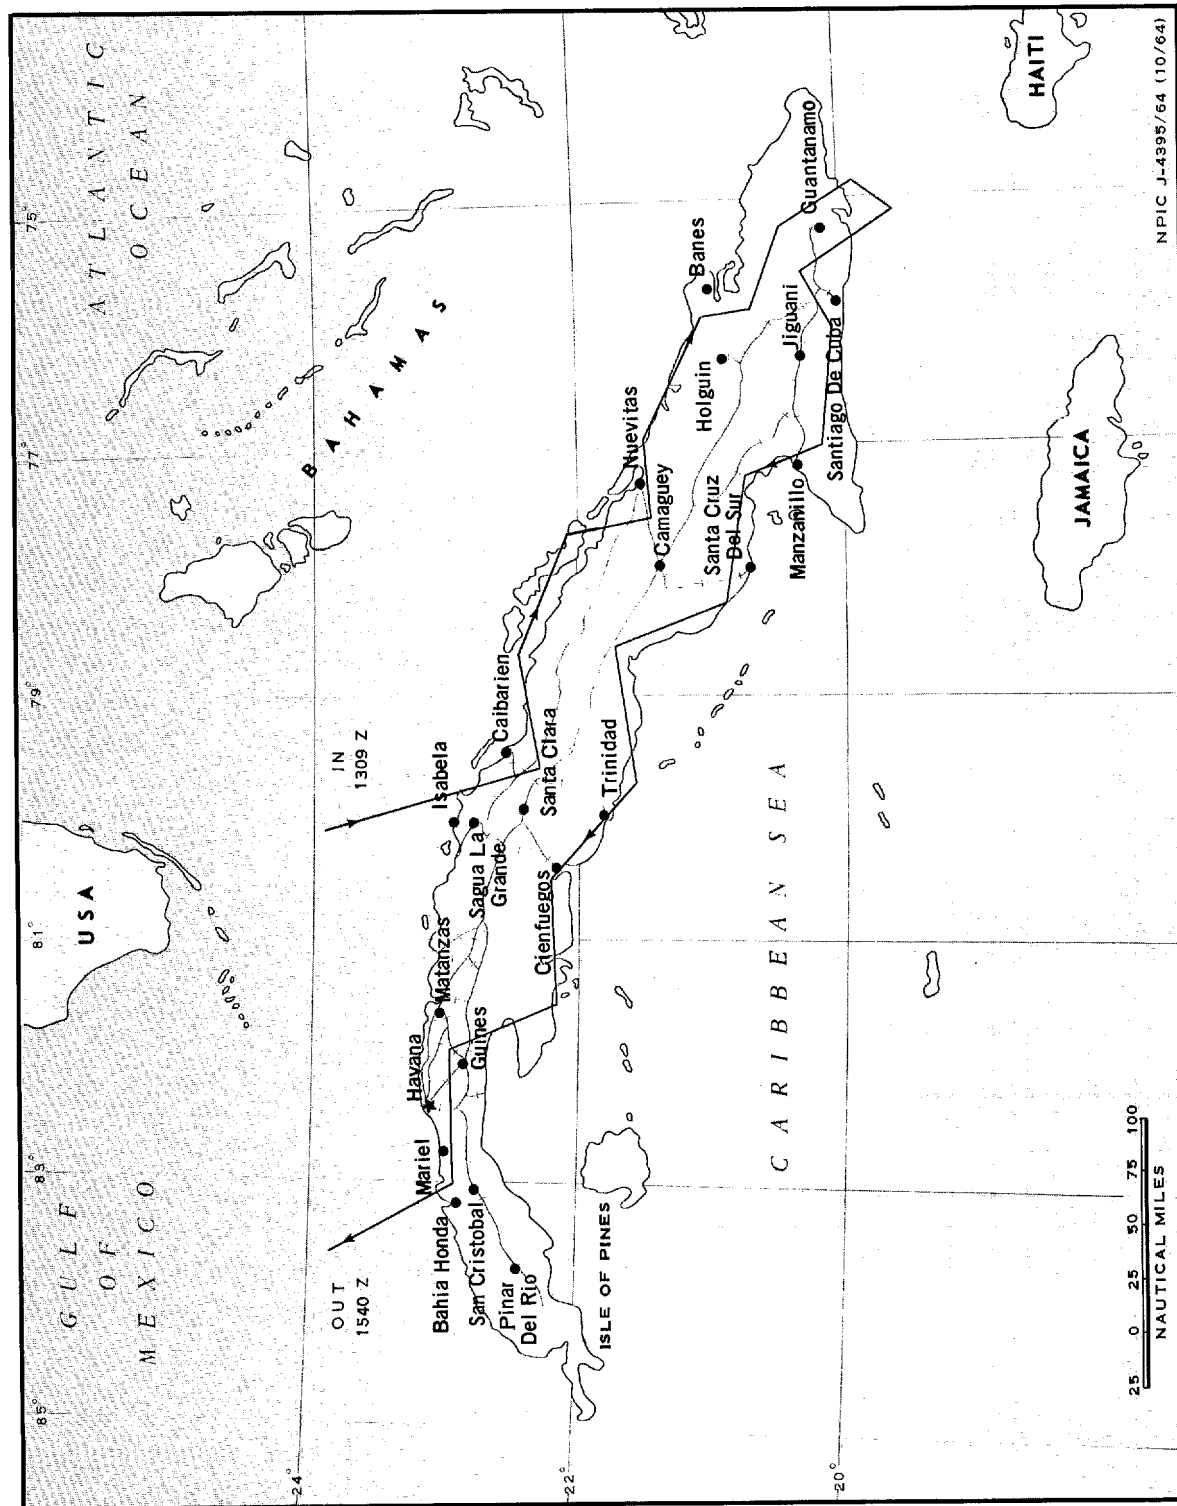 85°
83°
81°
79°
77°
75°
GULF
OF
MEXICO
USA
ATLANTIC
OCEAN
BAHAMAS
24°
22°
20°
OUT
1540 Z
IN
1309 Z
Havana
Mariel
Bahia Honda
San Cristobal
Pinar
Del Rio
Matanzas
Guines
Isabela
Sagua La
Grande
Caibarien
Santa Clara
Cienfuegos
Trinidad
Nuevitas
Camaguey
Santa Cruz
Del Sur
Manzanillo
Holguin
Banes
Jiguani
Santiago De Cuba
Guantanamo
ISLE OF PINES
CARIBBEAN SEA
JAMAICA
HAITI
25 0 25 50 75 100
NAUTICAL MILES
NPIC J-4395/64 (10/64)